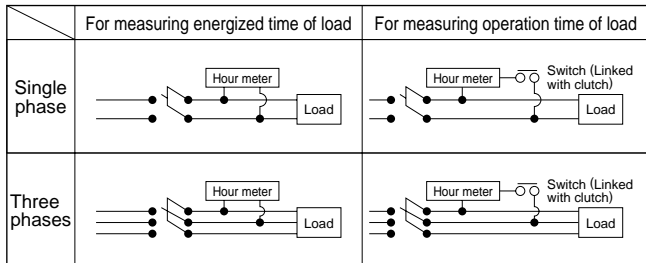 For measuring energized time of load
For measuring operation time of load
Single
phase
Hour meter
Load
Hour meter
Switch (Linked
with clutch)
Load
Three
phases
Hour meter
Load
Hour meter
Switch (Linked
with clutch)
Load